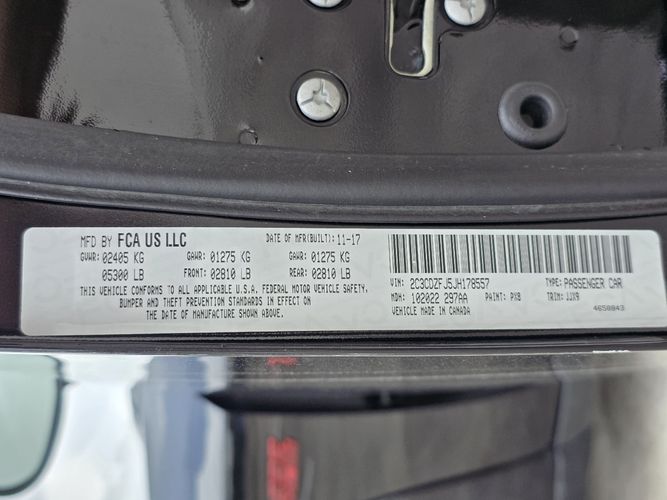 MFD BY FCA US LLC DATE OF MFR(BUILT): 11-17
GVWR: 02405 KG GAWR: 01275 KG GAWR: 01275 KG
05300 LB FRONT: 02810 LB REAR: 02810 LB
THIS VEHICLE CONFORMS TO ALL APPLICABLE U.S.A. FEDERAL MOTOR VEHICLE SAFETY,
BUMPER AND THEFT PREVENTION STANDARDS IN EFFECT ON
THE DATE OF MANUFACTURE SHOWN ABOVE.
VIN: 2C3CDZFJ5JH178557 TYPE: PASSENGER CAR
MDH: 102022 297AA PAINT: PX8 TRIM: JJX9
VEHICLE MADE IN CANADA 4650843